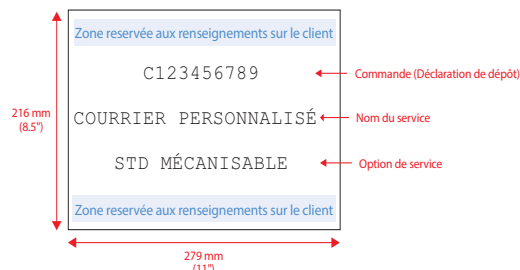 Zone reservée aux renseignements sur le client
C123456789
Commande (Déclaration de dépôt)
216 mm
(8.5")
COURRIER PERSONNALISÉ
Nom du service
STD MÉCANISABLE
Option de service
Zone reservée aux renseignements sur le client
279 mm
(11")